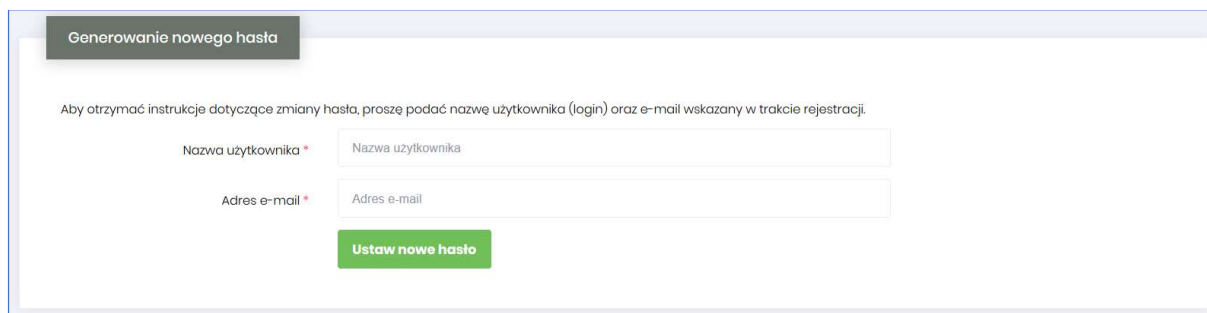 Generowanie nowego hasła
Aby otrzymać instrukcje dotyczące zmiany hasła, proszę podać nazwę użytkownika (login) oraz e-mail wskazany w trakcie rejestracji.
Nazwa użytkownika * Nazwa użytkownika
Adres e-mail * Adres e-mail
Ustaw nowe hasło